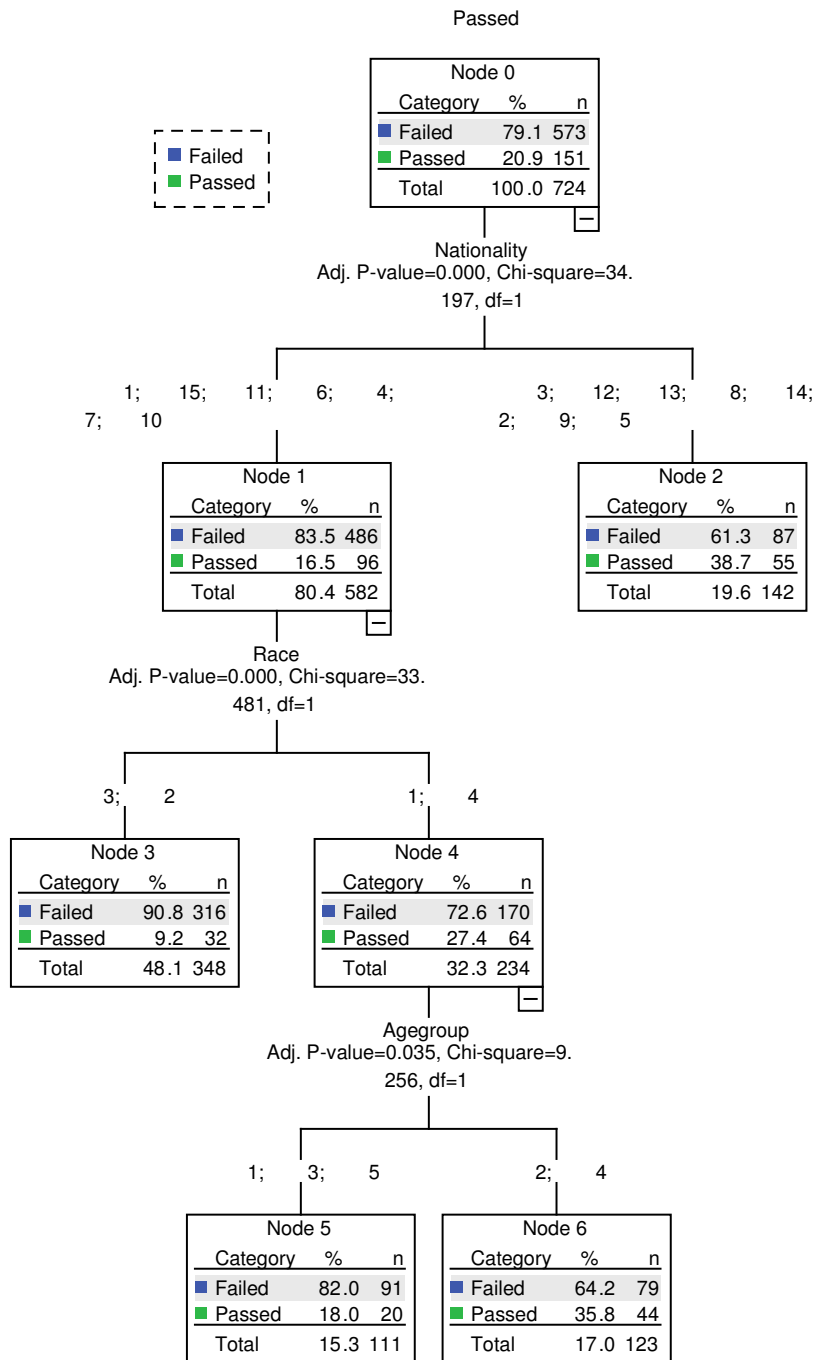 Passed
Node 0
Category % n
Failed 79.1 573
Passed 20.9 151
Total 100.0 724
Failed
Passed
Nationality
Adj. P-value=0.000, Chi-square=34.
197, df=1
1; 15; 11; 6; 4;
7; 10
3; 12; 13; 8; 14;
2; 9; 5
Node 1
Category % n
Failed 83.5 486
Passed 16.5 96
Total 80.4 582
Node 2
Category % n
Failed 61.3 87
Passed 38.7 55
Total 19.6 142
Race
Adj. P-value=0.000, Chi-square=33.
481, df=1
3; 2
1; 4
Node 3
Category % n
Failed 90.8 316
Passed 9.2 32
Total 48.1 348
Node 4
Category % n
Failed 72.6 170
Passed 27.4 64
Total 32.3 234
Agegroup
Adj. P-value=0.035, Chi-square=9.
256, df=1
1; 3; 5
2; 4
Node 5
Category % n
Failed 82.0 91
Passed 18.0 20
Total 15.3 111
Node 6
Category % n
Failed 64.2 79
Passed 35.8 44
Total 17.0 123